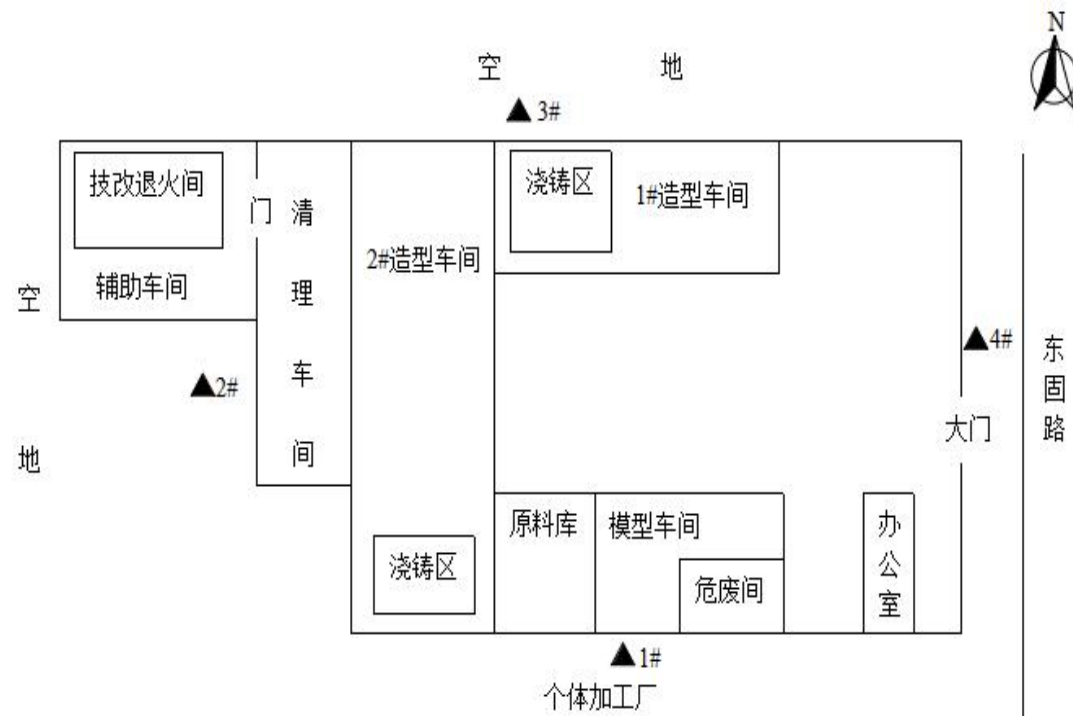 N
空 地
▲3#
技改退火间
浇铸区
1#造型车间
门
清理车间
2#造型车间
辅助车间
空地
▲2#
▲4#
东固路
大门
原料库
模型车间
办公室
浇铸区
危废间
▲1#
个体加工厂